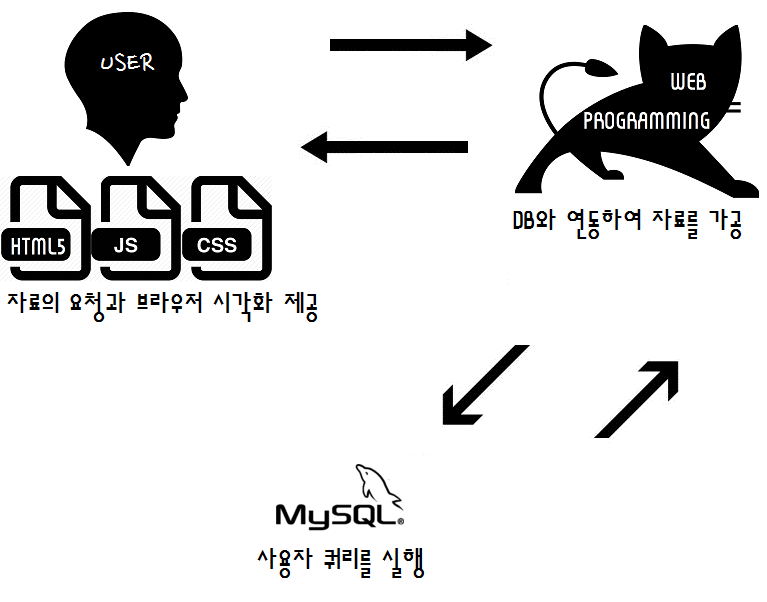 USER
WEB
PROGRAMMING
DB와 연동하여 자료를 가공
HTML5 JS CSS
자료의 요청과 브라우저 시각화 제공
MySQL®
사용자 쿼리를 실행